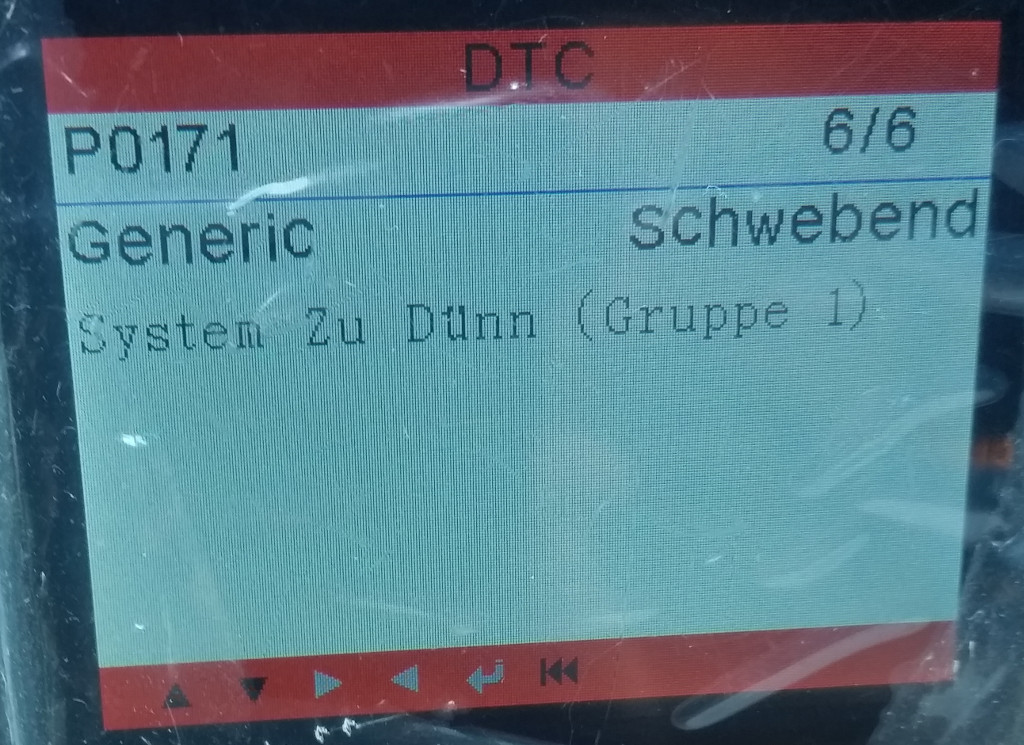 DTC
P0171 6/6
Generic Schwebend
System Zu Dünn (Gruppe 1)